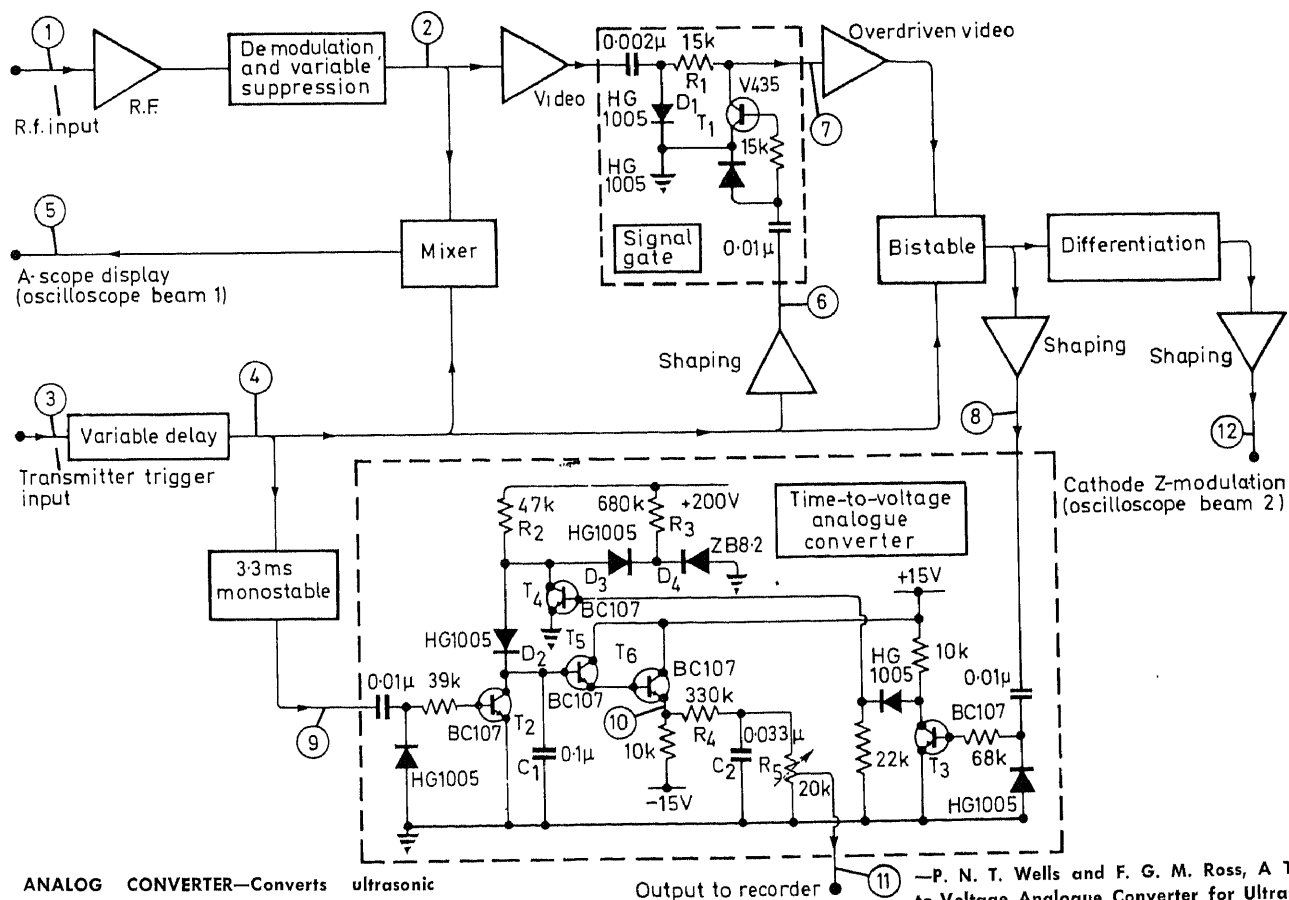 1
R.f. input
R.F.
Demodulation
and variable
suppression
2
Video
0·002μ
15k
R1
HG
1005
D1
V435
T1
15k
HG
1005
Signal
gate
0·01μ
6
Overdriven video
7
5
A-scope display
(oscilloscope beam 1)
Mixer
Bistable
Differentiation
Shaping
Shaping
Shaping
8
12
Cathode Z-modulation
(oscilloscope beam 2)
3
4
Variable delay
Transmitter trigger
input
3·3ms
monostable
9
47k
R2
680k
R3
+200V
HG1005
D3
D4
ZB8·2
Time-to-voltage
analogue
converter
T4
BC107
HG1005
D2
T5
BC107
T6
BC107
0·01μ
39k
BC107
T2
HG1005
C1
0·1μ
10
10k
-15V
330k
R4
0·033μ
C2
R5
20k
+15V
HG
1005
10k
22k
T3
BC107
68k
0·01μ
HG1005
Output to recorder
11
ANALOG CONVERTER—Converts ultrasonic
—P. N. T. Wells and F. G. M. Ross, A T
to Voltage Analogue Converter for Ultra